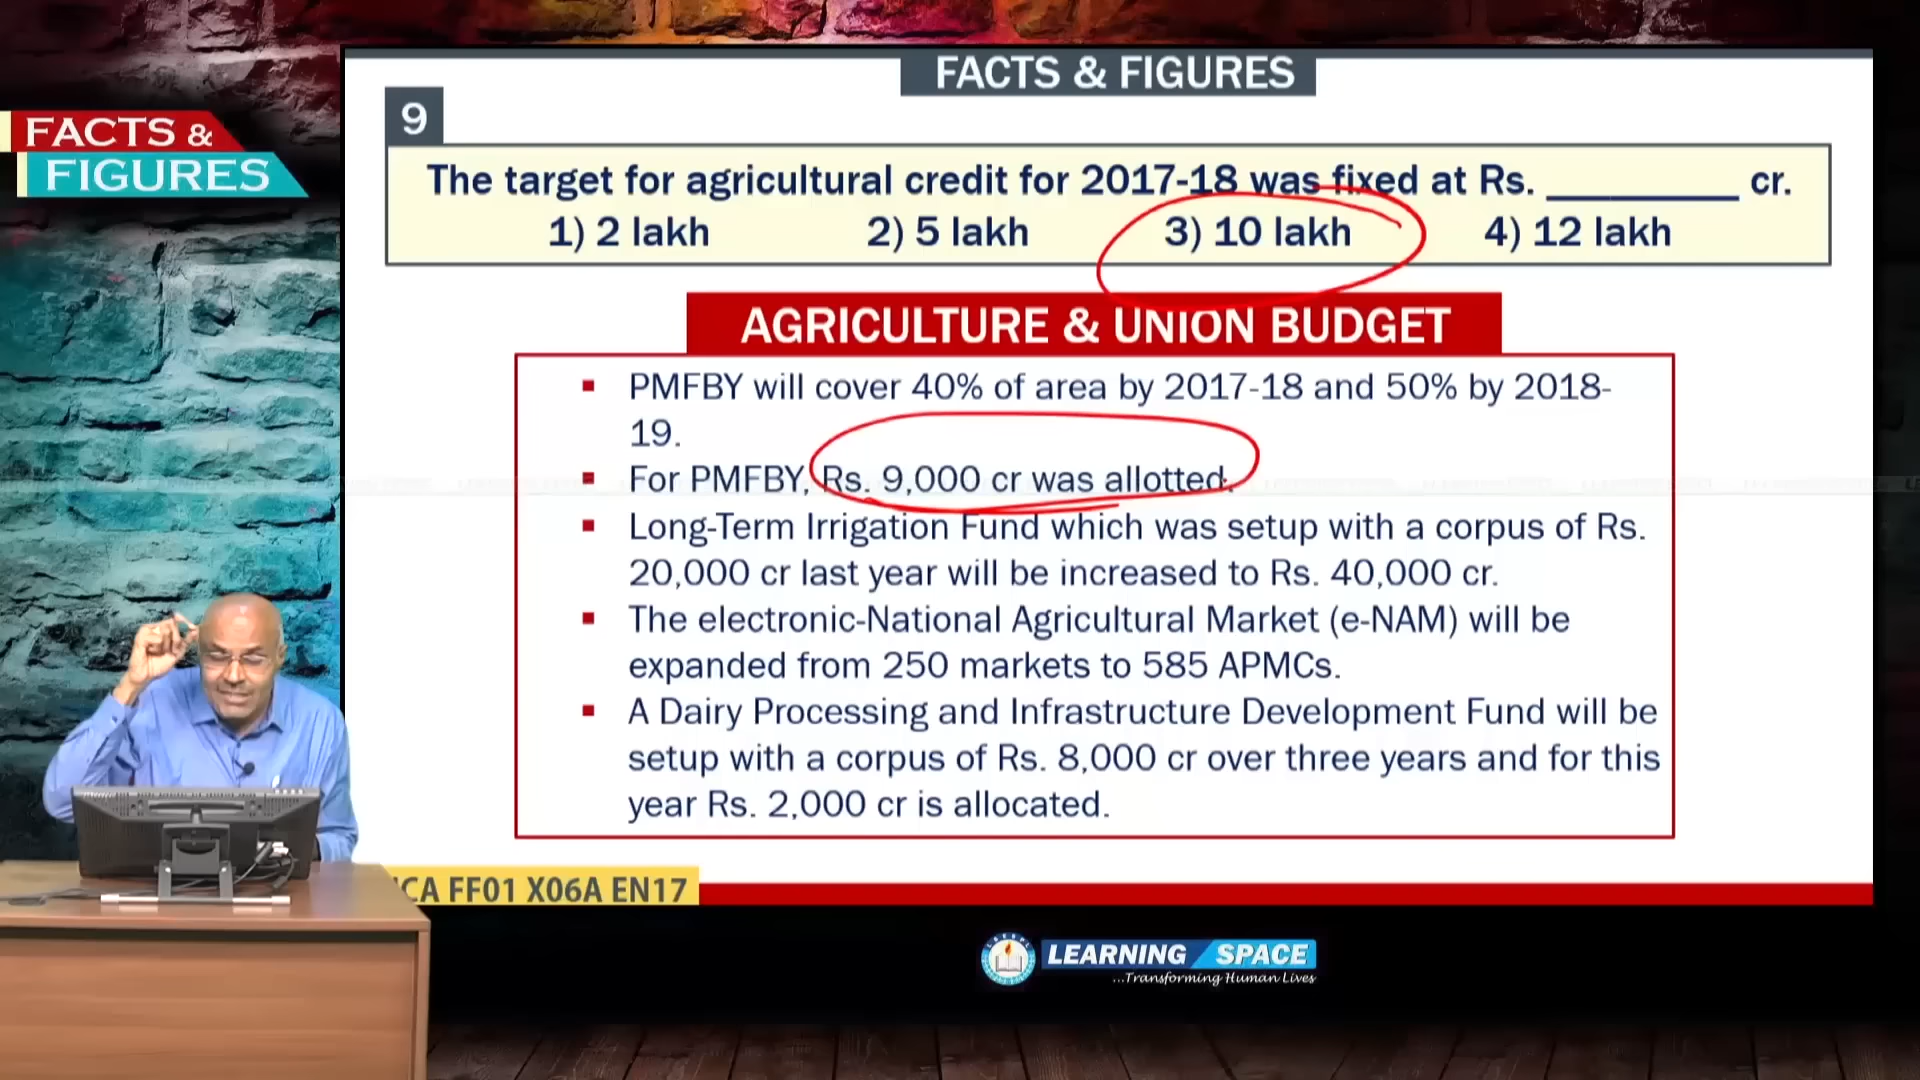 FACTS & FIGURES
FACTS &
FIGURES
9
The target for agricultural credit for 2017-18 was fixed at Rs. _________ cr.
1) 2 lakh 2) 5 lakh 3) 10 lakh 4) 12 lakh
AGRICULTURE & UNION BUDGET
▪ PMFBY will cover 40% of area by 2017-18 and 50% by 2018-
19.
▪ For PMFBY, Rs. 9,000 cr was allotted.
▪ Long-Term Irrigation Fund which was setup with a corpus of Rs.
20,000 cr last year will be increased to Rs. 40,000 cr.
▪ The electronic-National Agricultural Market (e-NAM) will be
expanded from 250 markets to 585 APMCs.
▪ A Dairy Processing and Infrastructure Development Fund will be
setup with a corpus of Rs. 8,000 cr over three years and for this
year Rs. 2,000 cr is allocated.
CA FF01 X06A EN17
LEARNING SPACE
...Transforming Human Lives